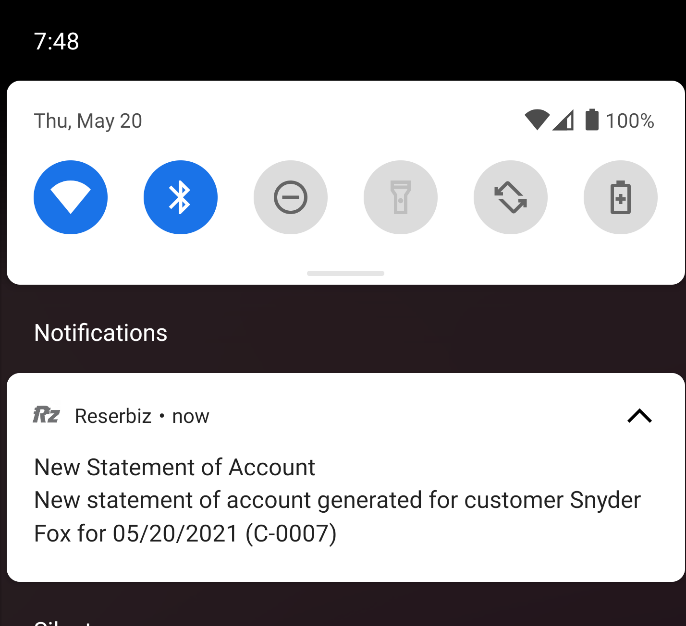 7:48
Thu, May 20
100%
Notifications
Rz Reserbiz • now
New Statement of Account
New statement of account generated for customer Snyder
Fox for 05/20/2021 (C-0007)